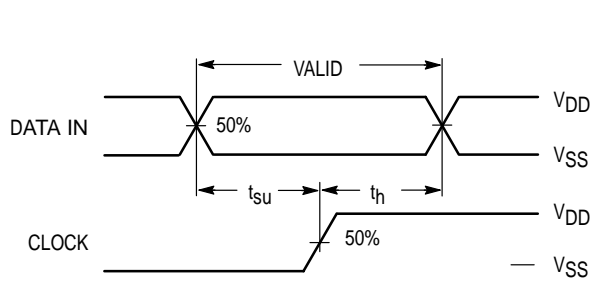 VALID
DATA IN
50%
VDD
VSS
tsu
th
CLOCK
50%
VDD
VSS